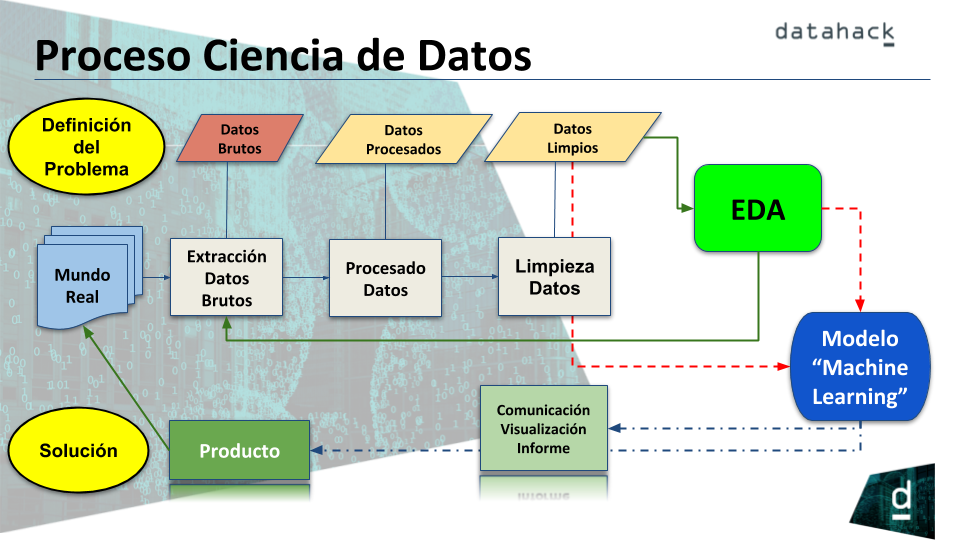 datahack
Proceso Ciencia de Datos
Definición
del
Problema
Datos
Brutos
Datos
Procesados
Datos
Limpios
EDA
Mundo
Real
Extracción
Datos
Brutos
Procesado
Datos
Limpieza
Datos
Modelo
“Machine
Learning”
Solución
Producto
Comunicación
Visualización
Informe
d